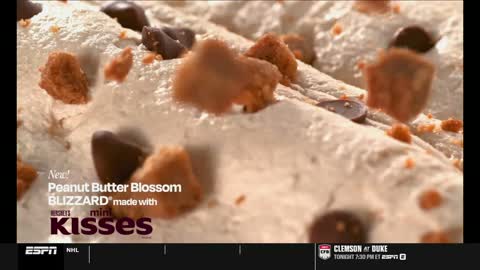 New!
Peanut Butter Blossom
BLIZZARD® made with
HERSHEY'S mini
Kisses
ESPN NHL
CLEMSON AT DUKE
TONIGHT 7:30 PM ET ESPN 2